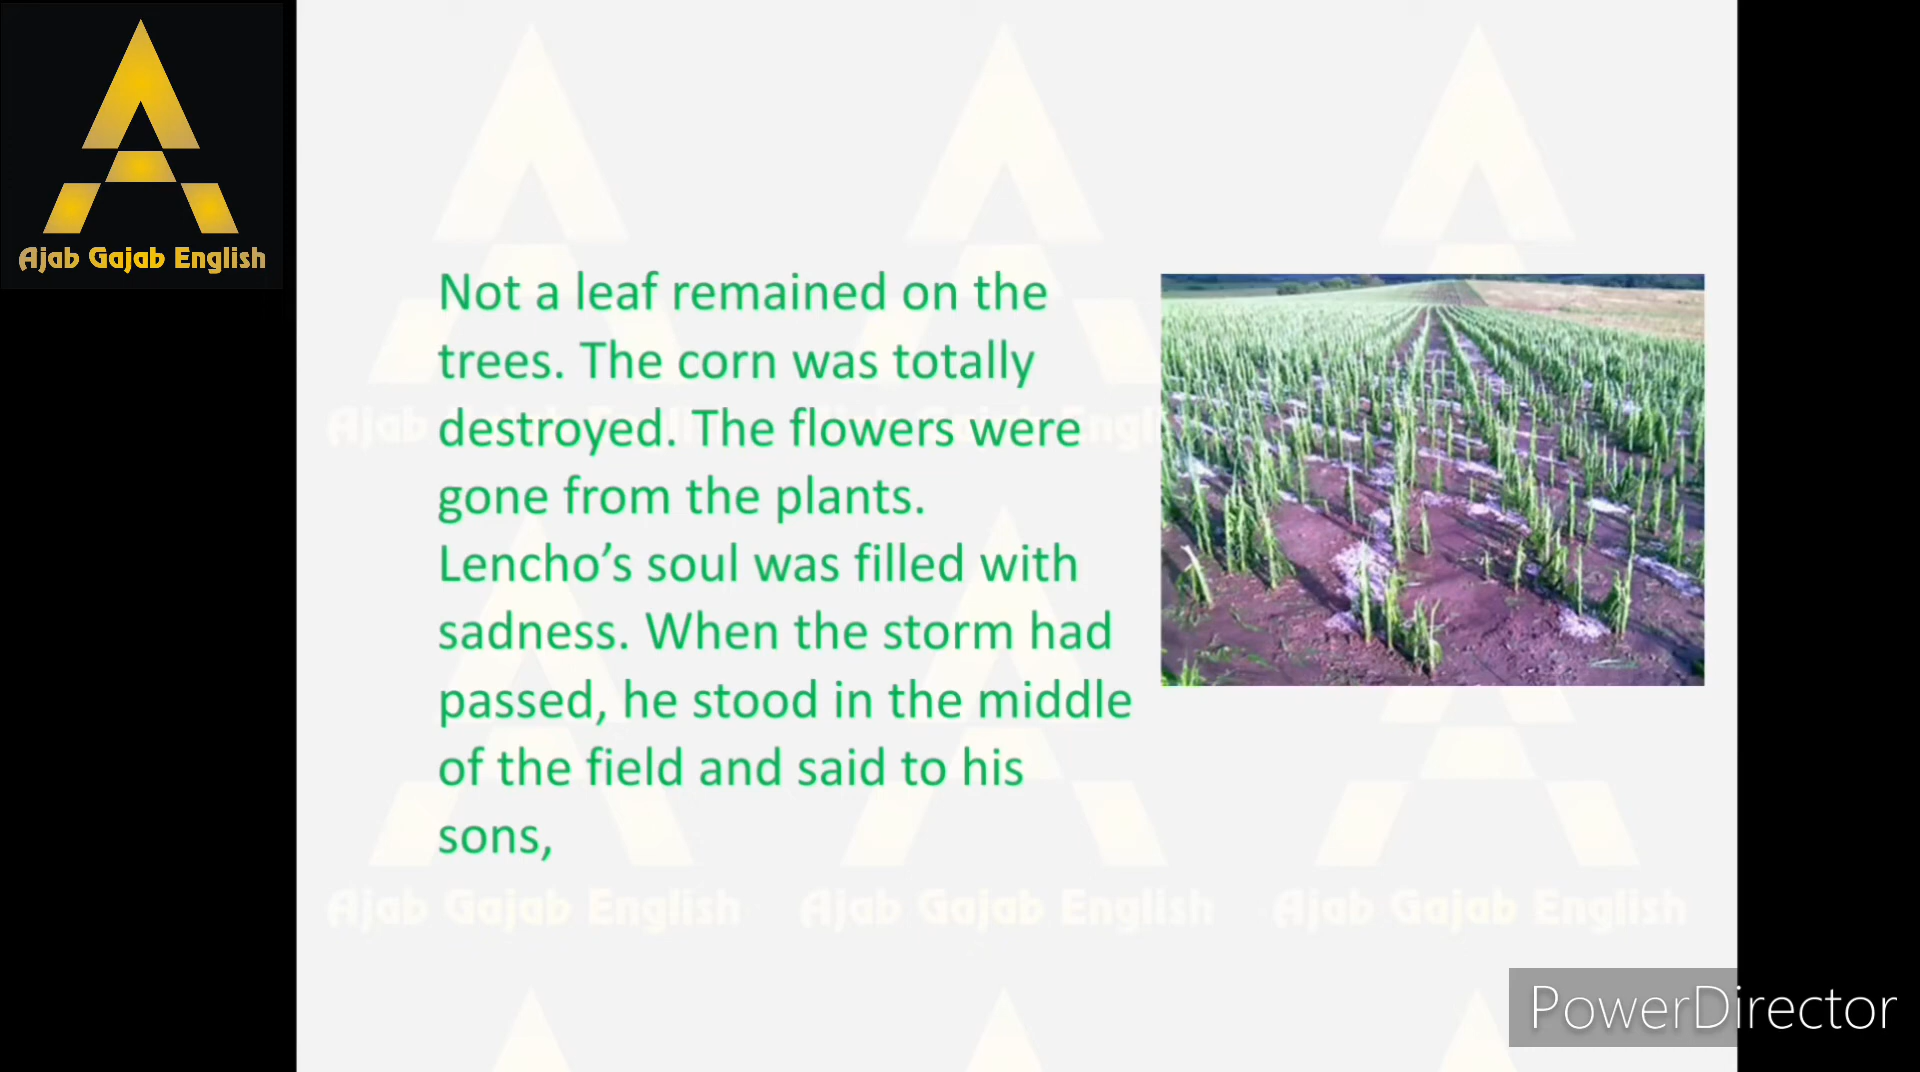 Ajab Gajab English
Not a leaf remained on the
trees. The corn was totally
destroyed. The flowers were
gone from the plants.
Lencho’s soul was filled with
sadness. When the storm had
passed, he stood in the middle
of the field and said to his
sons,
Ajab Gajab English
Ajab Gajab English
Ajab Gajab English
PowerDirector